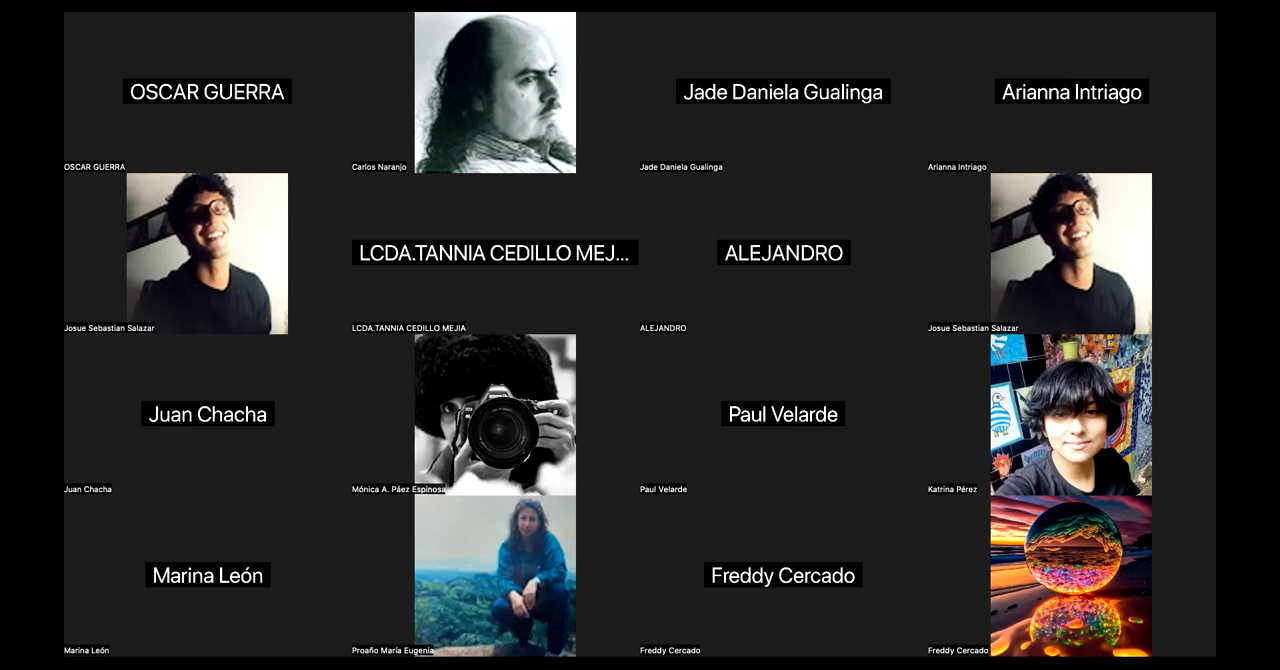 OSCAR GUERRA
Jade Daniela Gualinga
Arianna Intriago
OSCAR GUERRA
Carlos Naranjo
Jade Daniela Gualinga
Arianna Intriago
LCDA.TANNIA CEDILLO MEJ...
ALEJANDRO
Josue Sebastian Salazar
LCDA.TANNIA CEDILLO MEJIA
ALEJANDRO
Josue Sebastian Salazar
Juan Chacha
Paul Velarde
Juan Chacha
Mónica A. Páez Espinosa
Paul Velarde
Katrina Pérez
Marina León
Freddy Cercado
Marina León
Proaño María Eugenia
Freddy Cercado
Freddy Cercado